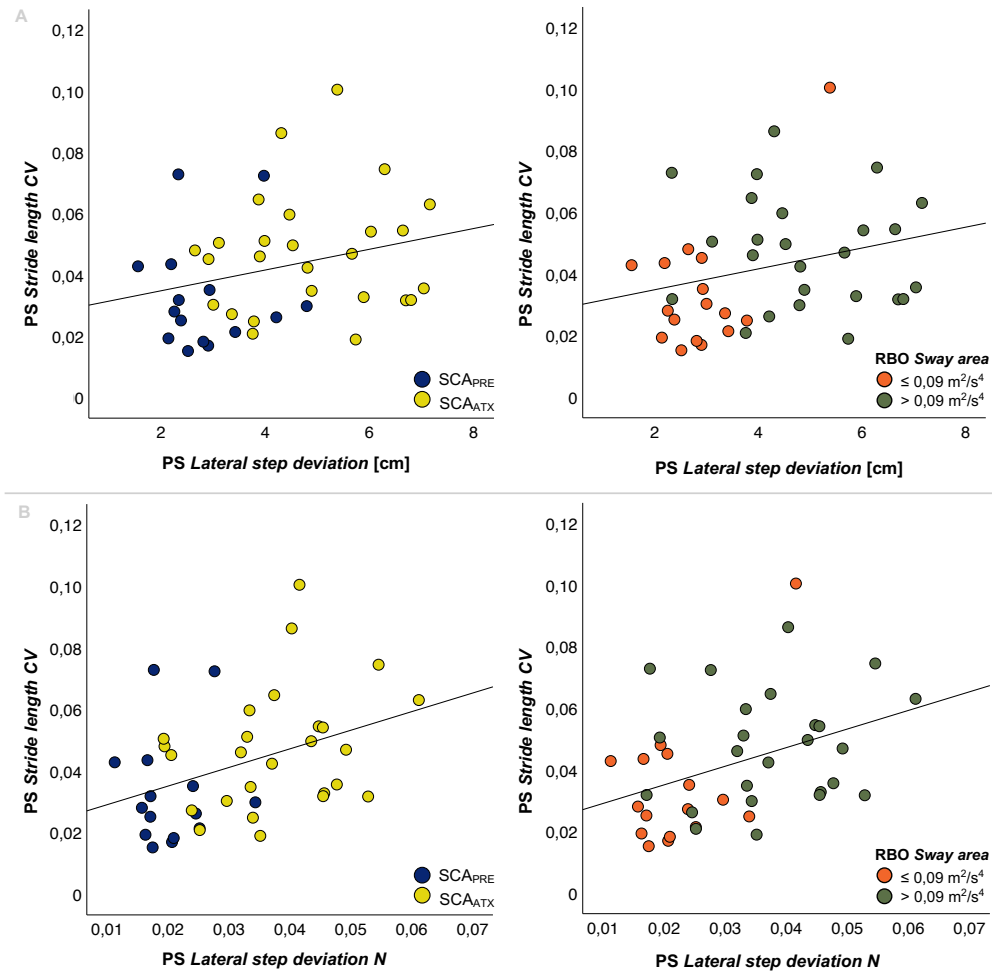 A
0,12
0,10
0,08
0,06
0,04
0,02
0
PS Stride length CV
SCAPRE
SCAATX
2 4 6 8
PS Lateral step deviation [cm]
0,12
0,10
0,08
0,06
0,04
0,02
0
PS Stride length CV
RBO Sway area
≤ 0,09 m²/s⁴
> 0,09 m²/s⁴
2 4 6 8
PS Lateral step deviation [cm]
B
0,12
0,10
0,08
0,06
0,04
0,02
0
PS Stride length CV
SCAPRE
SCAATX
0,01 0,02 0,03 0,04 0,05 0,06 0,07
PS Lateral step deviation N
0,12
0,10
0,08
0,06
0,04
0,02
0
PS Stride length CV
RBO Sway area
≤ 0,09 m²/s⁴
> 0,09 m²/s⁴
0,01 0,02 0,03 0,04 0,05 0,06 0,07
PS Lateral step deviation N